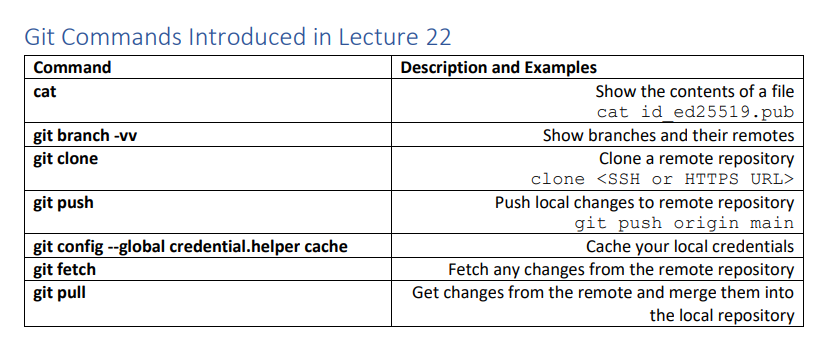 Git Commands Introduced in Lecture 22
Command Description and Examples
cat Show the contents of a file
cat id_ed25519.pub
git branch -vv Show branches and their remotes
git clone Clone a remote repository
clone <SSH or HTTPS URL>
git push Push local changes to remote repository
git push origin main
git config --global credential.helper cache Cache your local credentials
git fetch Fetch any changes from the remote repository
git pull Get changes from the remote and merge them into
the local repository